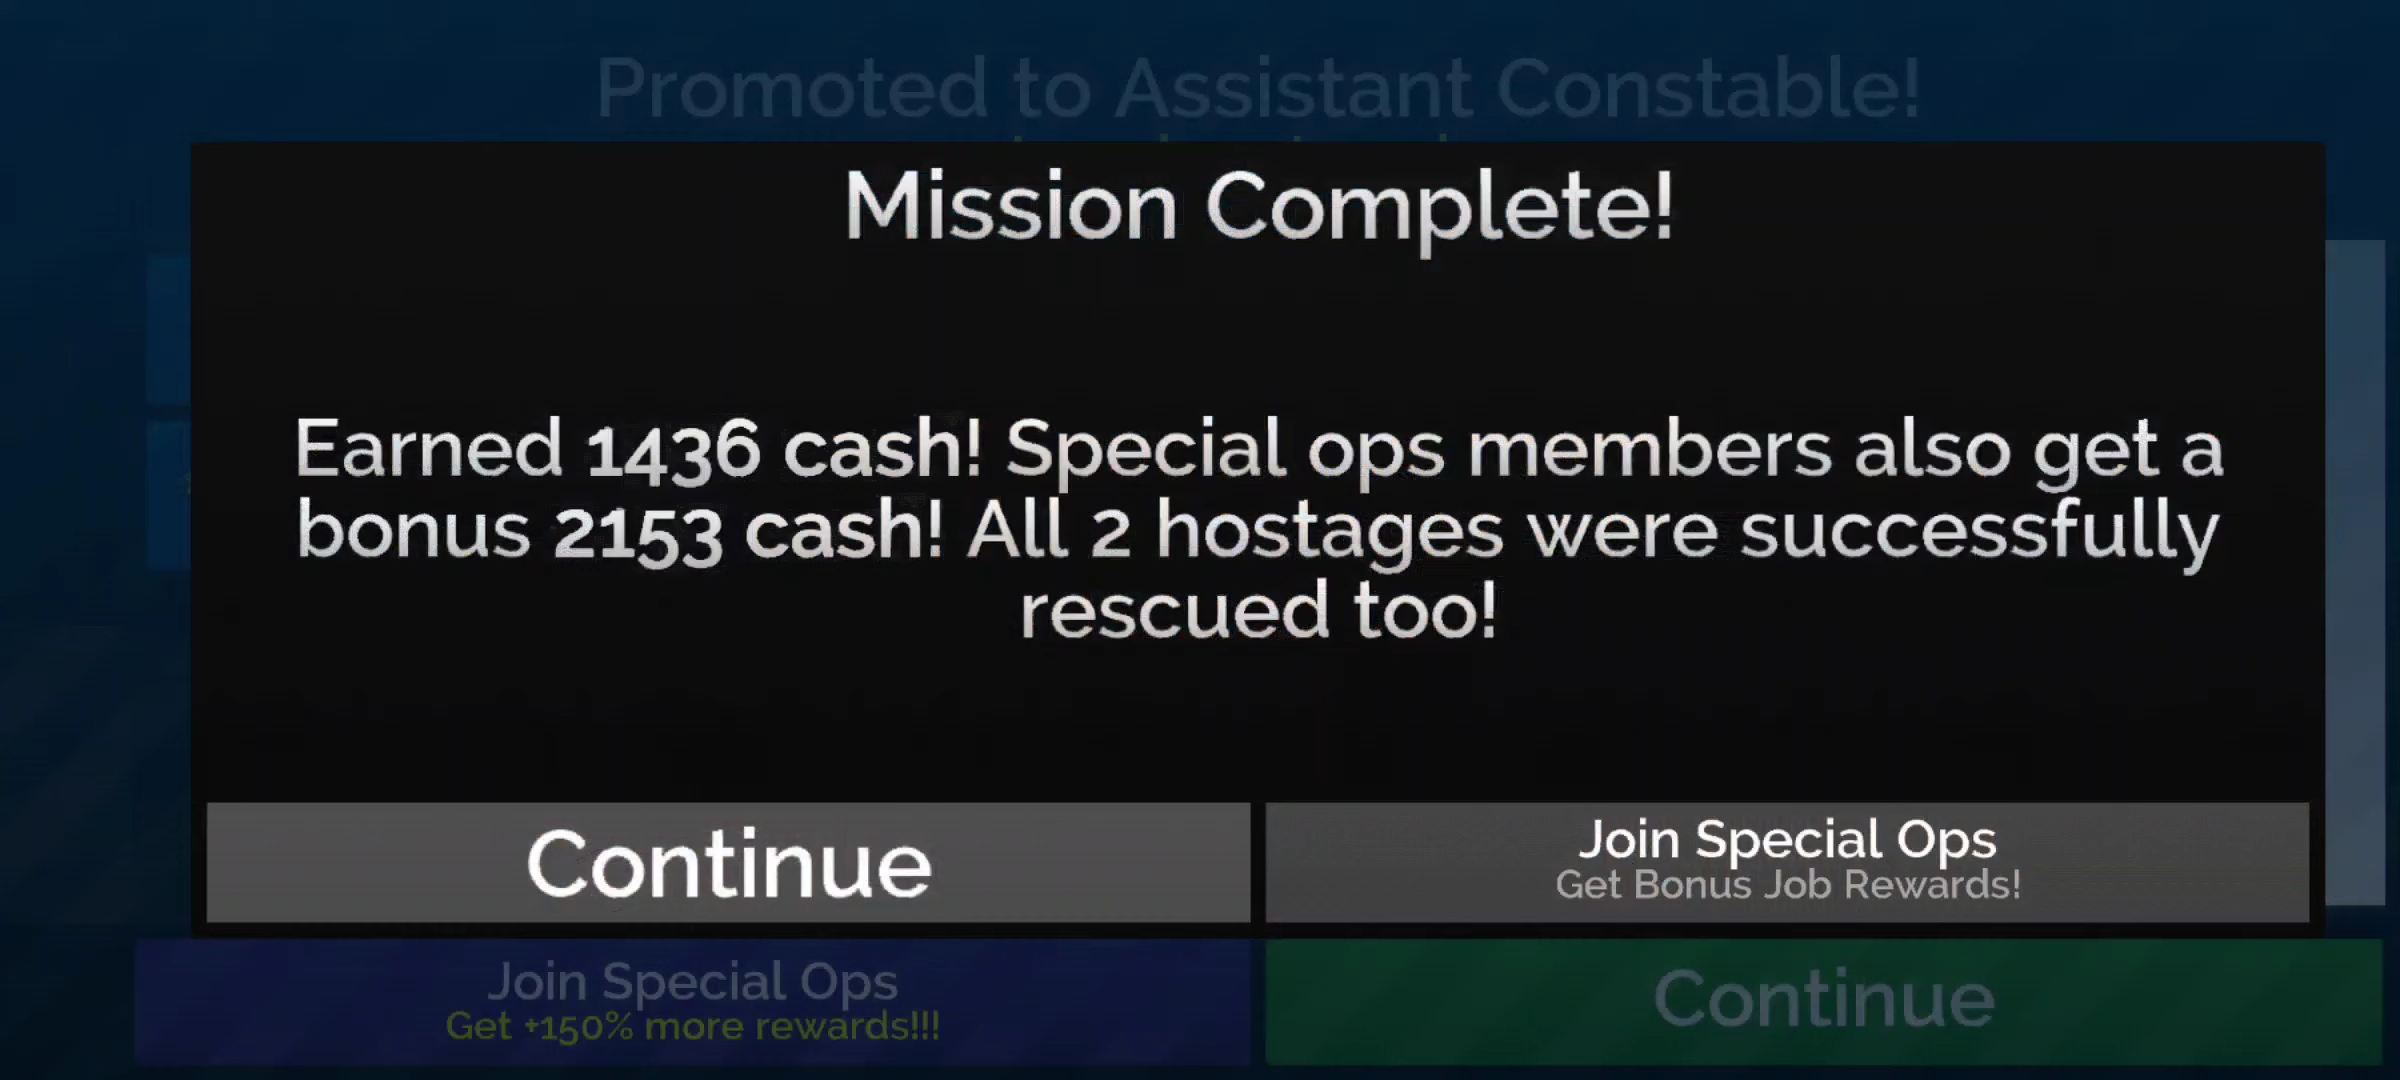 Promoted to Assistant Constable!
Mission Complete!
Earned 1436 cash! Special ops members also get a
bonus 2153 cash! All 2 hostages were successfully
rescued too!
Continue
Join Special Ops
Get Bonus Job Rewards!
Join Special Ops
Get +150% more rewards!!!
Continue